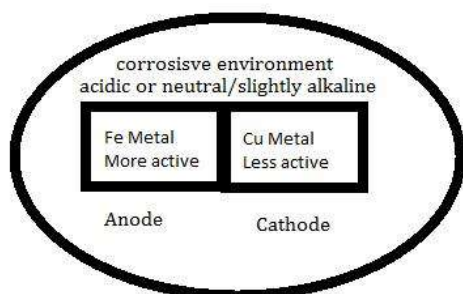 corrosisve environment
acidic or neutral/slightly alkaline
Fe Metal
More active
Cu Metal
Less active
Anode
Cathode